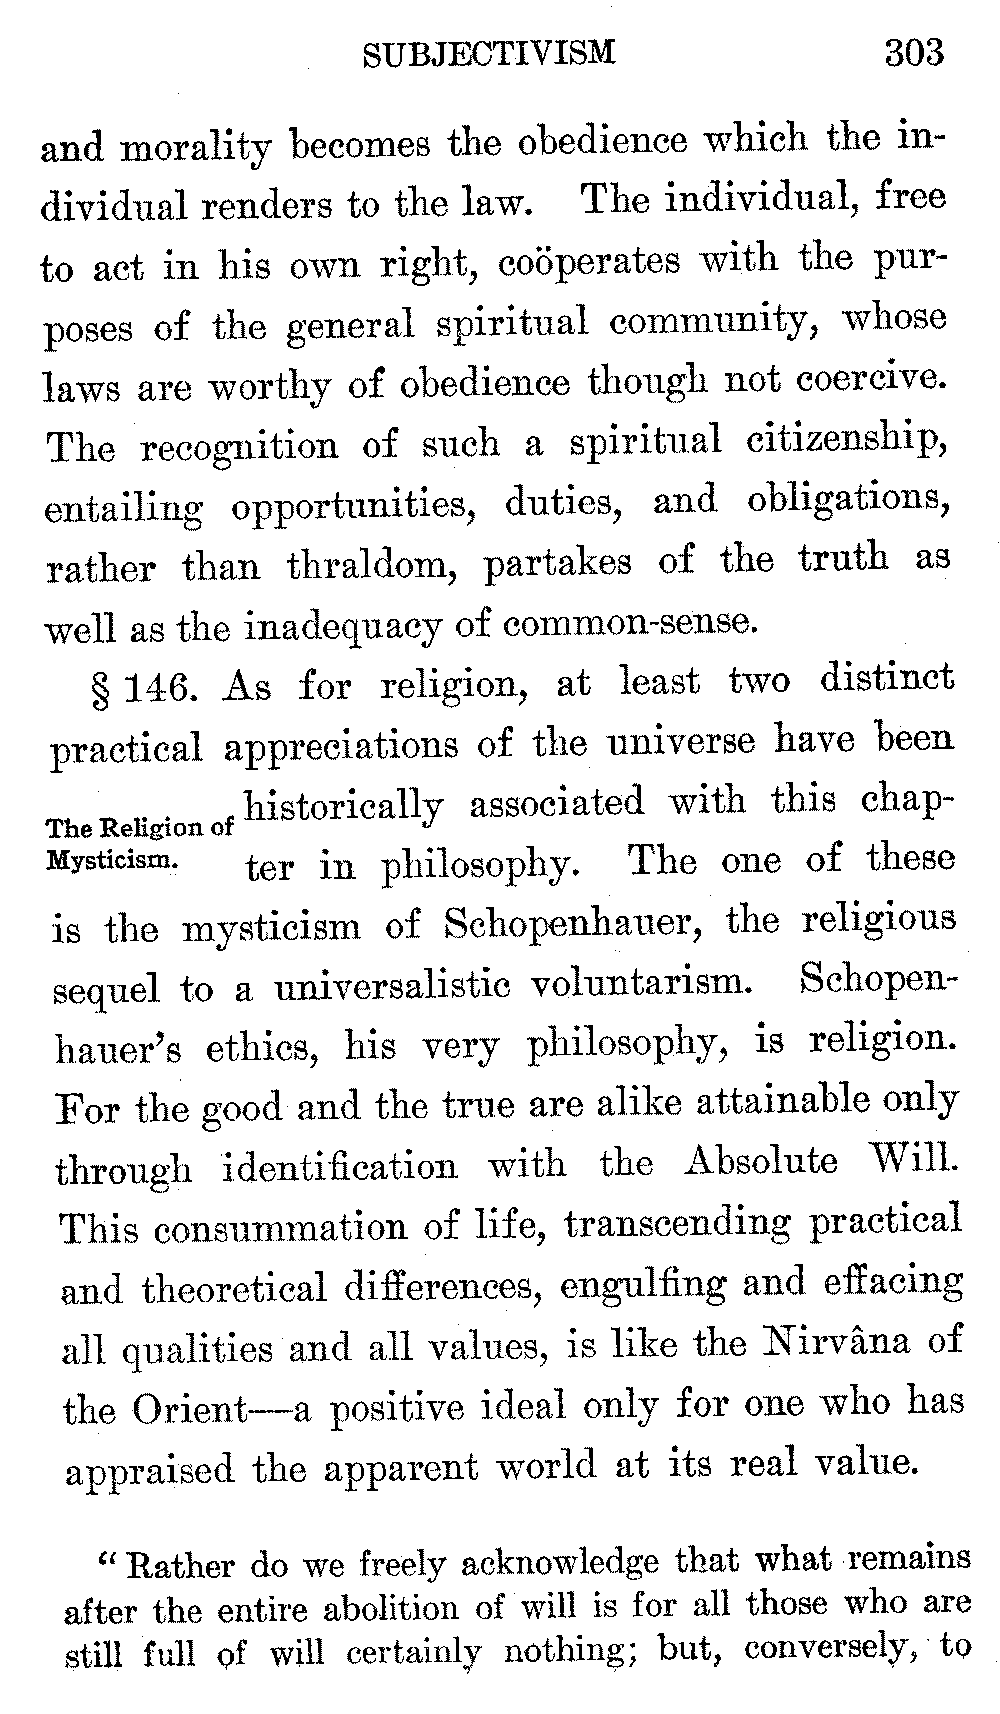 SUBJECTIVISM 303
and morality becomes the obedience which the in-
dividual renders to the law. The individual, free
to act in his own right, coöperates with the pur-
poses of the general spiritual community, whose
laws are worthy of obedience though not coercive.
The recognition of such a spiritual citizenship,
entailing opportunities, duties, and obligations,
rather than thraldom, partakes of the truth as
well as the inadequacy of common-sense.
§ 146. As for religion, at least two distinct
practical appreciations of the universe have been
The Religion of
Mysticism.
historically associated with this chap-
ter in philosophy. The one of these
is the mysticism of Schopenhauer, the religious
sequel to a universalistic voluntarism. Schopen-
hauer's ethics, his very philosophy, is religion.
For the good and the true are alike attainable only
through identification with the Absolute Will.
This consummation of life, transcending practical
and theoretical differences, engulfing and effacing
all qualities and all values, is like the Nirvâna of
the Orient—a positive ideal only for one who has
appraised the apparent world at its real value.
“Rather do we freely acknowledge that what remains
after the entire abolition of will is for all those who are
still full of will certainly nothing; but, conversely, to